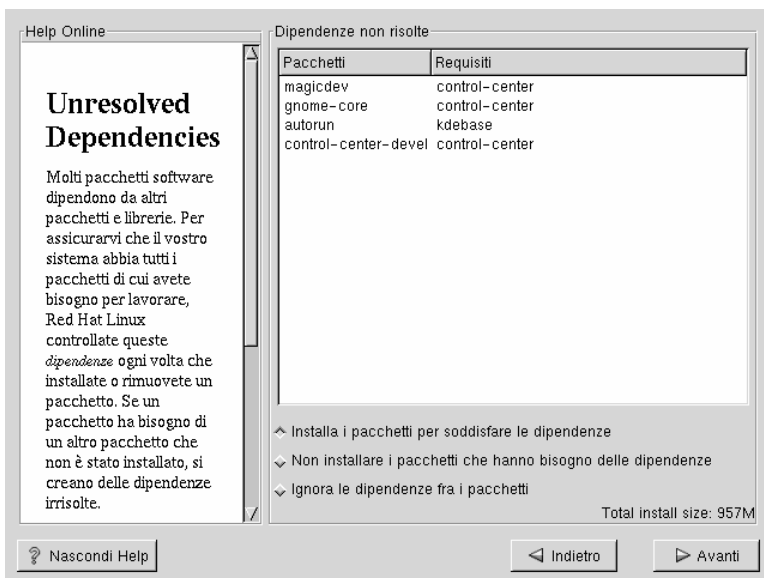 Help Online
Unresolved
Dependencies
Molti pacchetti software
dipendono da altri
pacchetti e librerie. Per
assicurarvi che il vostro
sistema abbia tutti i
pacchetti di cui avete
bisogno per lavorare,
Red Hat Linux
controllate queste
dipendenze ogni volta che
installate o rimuovete un
pacchetto. Se un
pacchetto ha bisogno di
un altro pacchetto che
non è stato installato, si
creano delle dipendenze
irrisolte.
Dipendenze non risolte
Pacchetti Requisiti
magicdev control-center
gnome-core control-center
autorun kdebase
control-center-devel control-center
Installa i pacchetti per soddisfare le dipendenze
Non installare i pacchetti che hanno bisogno delle dipendenze
Ignora le dipendenze fra i pacchetti
Total install size: 957M
Nascondi Help
Indietro
Avanti